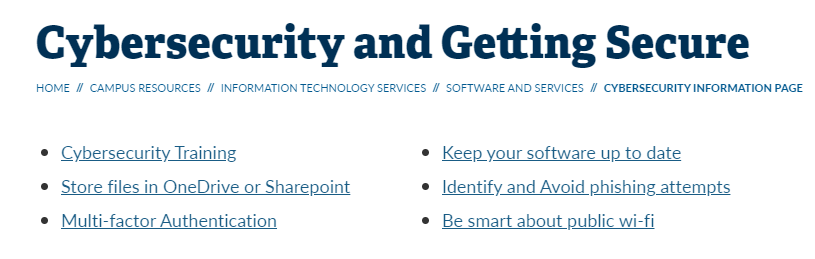 Cybersecurity and Getting Secure
HOME // CAMPUS RESOURCES // INFORMATION TECHNOLOGY SERVICES // SOFTWARE AND SERVICES // CYBERSECURITY INFORMATION PAGE
• Cybersecurity Training
• Store files in OneDrive or Sharepoint
• Multi-factor Authentication
• Keep your software up to date
• Identify and Avoid phishing attempts
• Be smart about public wi-fi